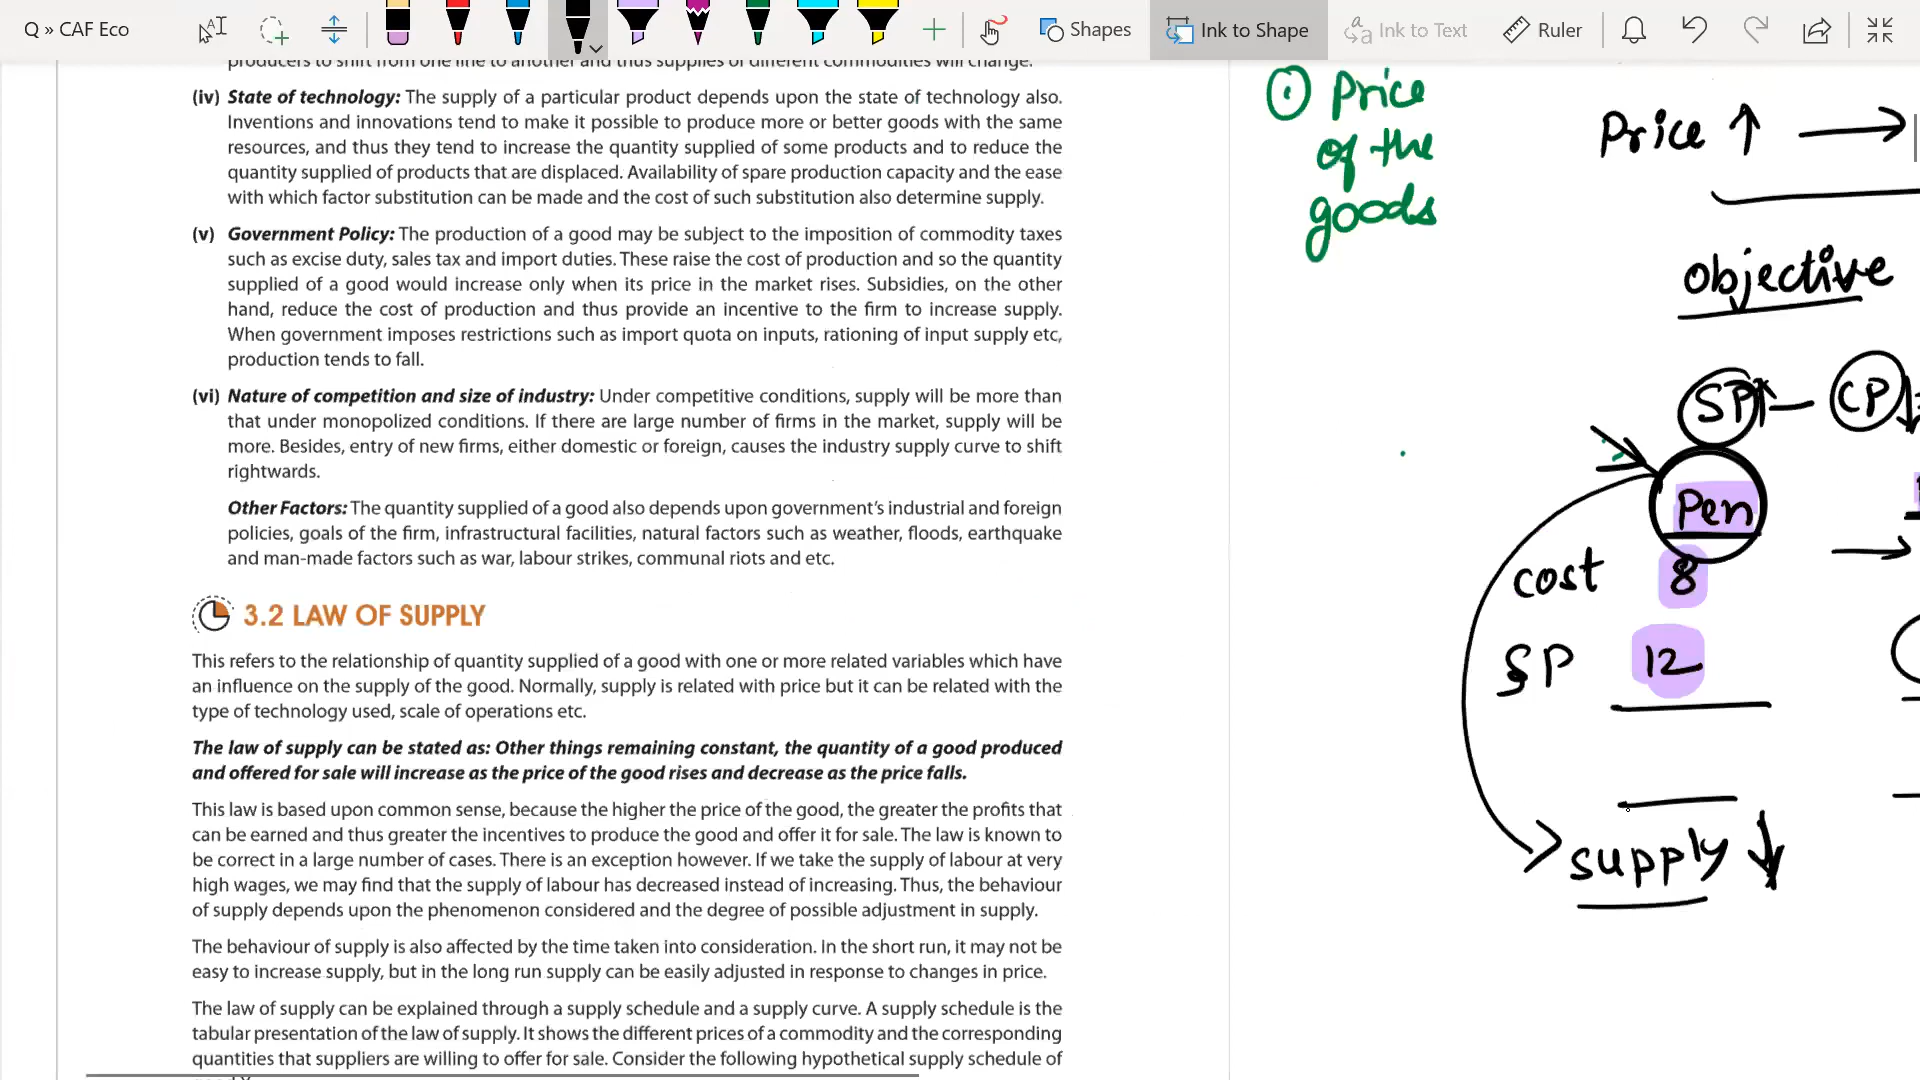 Q » CAF Eco
Shapes
Ink to Shape
Ink to Text
Ruler
producers to shift from one line to another and thus supplies of different commodities will change.
(iv) State of technology: The supply of a particular product depends upon the state of technology also.
Inventions and innovations tend to make it possible to produce more or better goods with the same
resources, and thus they tend to increase the quantity supplied of some products and to reduce the
quantity supplied of products that are displaced. Availability of spare production capacity and the ease
with which factor substitution can be made and the cost of such substitution also determine supply.
(v) Government Policy: The production of a good may be subject to the imposition of commodity taxes
such as excise duty, sales tax and import duties. These raise the cost of production and so the quantity
supplied of a good would increase only when its price in the market rises. Subsidies, on the other
hand, reduce the cost of production and thus provide an incentive to the firm to increase supply.
When government imposes restrictions such as import quota on inputs, rationing of input supply etc,
production tends to fall.
(vi) Nature of competition and size of industry: Under competitive conditions, supply will be more than
that under monopolized conditions. If there are large number of firms in the market, supply will be
more. Besides, entry of new firms, either domestic or foreign, causes the industry supply curve to shift
rightwards.
Other Factors: The quantity supplied of a good also depends upon government's industrial and foreign
policies, goals of the firm, infrastructural facilities, natural factors such as weather, floods, earthquake
and man-made factors such as war, labour strikes, communal riots and etc.
3.2 LAW OF SUPPLY
This refers to the relationship of quantity supplied of a good with one or more related variables which have
an influence on the supply of the good. Normally, supply is related with price but it can be related with the
type of technology used, scale of operations etc.
The law of supply can be stated as: Other things remaining constant, the quantity of a good produced
and offered for sale will increase as the price of the good rises and decrease as the price falls.
This law is based upon common sense, because the higher the price of the good, the greater the profits that
can be earned and thus greater the incentives to produce the good and offer it for sale. The law is known to
be correct in a large number of cases. There is an exception however. If we take the supply of labour at very
high wages, we may find that the supply of labour has decreased instead of increasing. Thus, the behaviour
of supply depends upon the phenomenon considered and the degree of possible adjustment in supply.
The behaviour of supply is also affected by the time taken into consideration. In the short run, it may not be
easy to increase supply, but in the long run supply can be easily adjusted in response to changes in price.
The law of supply can be explained through a supply schedule and a supply curve. A supply schedule is the
tabular presentation of the law of supply. It shows the different prices of a commodity and the corresponding
quantities that suppliers are willing to offer for sale. Consider the following hypothetical supply schedule of
① Price
of the
goods
Price ↑ →
objective
SP↑ — CP↓
Pen
cost 8
SP 12
supply ↓